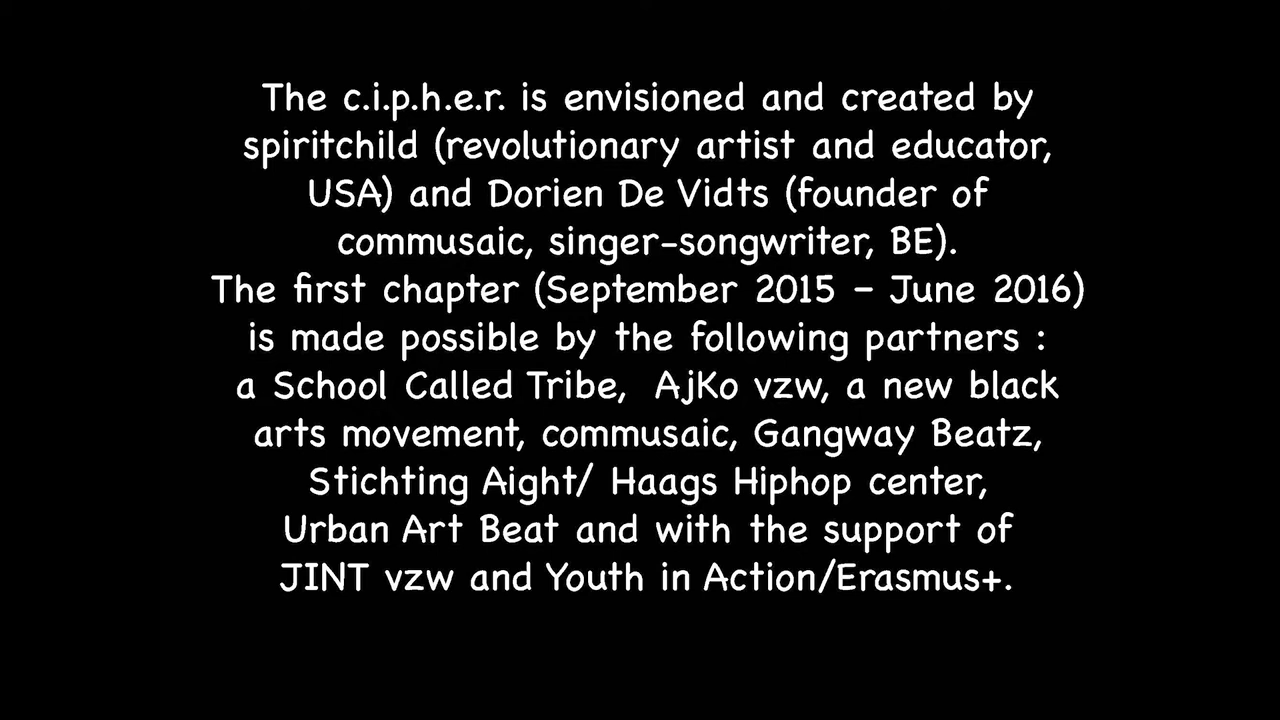 The c.i.p.h.e.r. is envisioned and created by
spiritchild (revolutionary artist and educator,
USA) and Dorien De Vidts (founder of
commusaic, singer-songwriter, BE).
The first chapter (September 2015 – June 2016)
is made possible by the following partners :
a School Called Tribe,  AjKo vzw, a new black
arts movement, commusaic, Gangway Beatz,
Stichting Aight/ Haags Hiphop center,
Urban Art Beat and with the support of
JINT vzw and Youth in Action/Erasmus+.